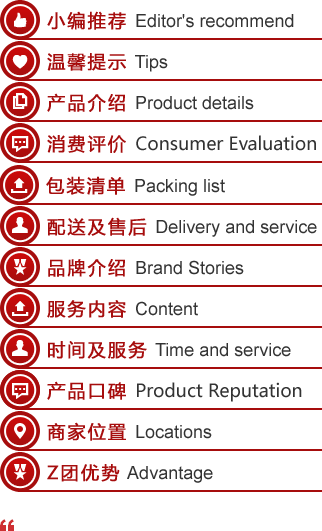 小编推荐 Editor's recommend
温馨提示 Tips
产品介绍 Product details
消费评价 Consumer Evaluation
包装清单 Packing list
配送及售后 Delivery and service
品牌介绍 Brand Stories
服务内容 Content
时间及服务 Time and service
产品口碑 Product Reputation
商家位置 Locations
Z团优势 Advantage
“